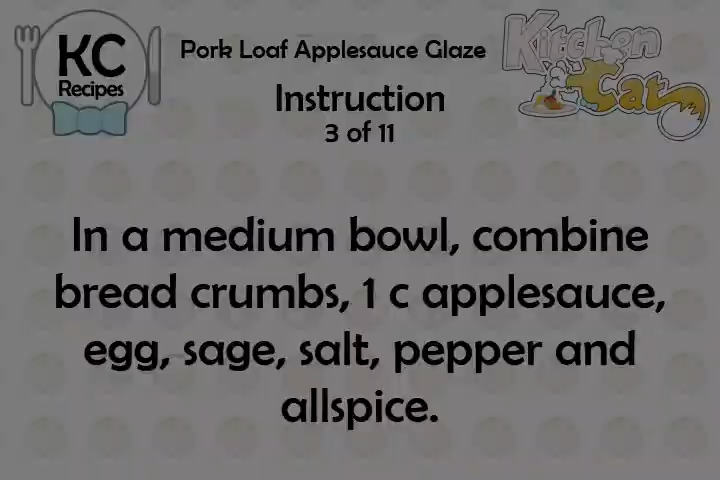 KC
Recipes
Pork Loaf Applesauce Glaze
Kitchen
Cat
Instruction
3 of 11
In a medium bowl, combine
bread crumbs, 1 c applesauce,
egg, sage, salt, pepper and
allspice.